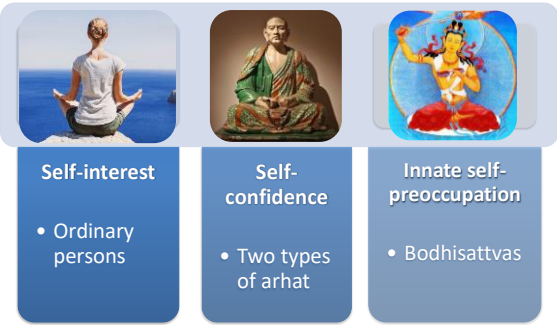 Self-interest
• Ordinary
persons
Self-
confidence
• Two types
of arhat
Innate self-
preoccupation
• Bodhisattvas